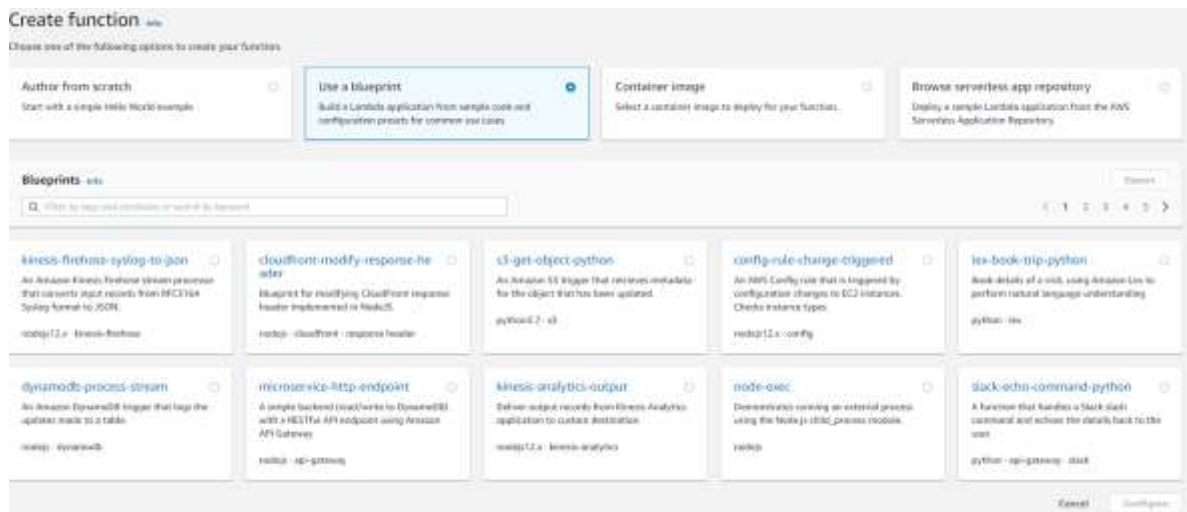 Create function Info
Choose one of the following options to create your function.
Author from scratch
Start with a simple Hello World example.
Use a blueprint
Build a Lambda application from sample code and
configuration presets for common use cases.
Container image
Select a container image to deploy for your function.
Browse serverless app repository
Deploy a sample Lambda application from the AWS
Serverless Application Repository.
Blueprints Info
Export
Filter by tags and attributes or search by keyword
1 2 3 4 5
kinesis-firehose-syslog-to-json
An Amazon Kinesis Firehose stream processor
that converts input records from RFC3164
Syslog format to JSON.
nodejs12.x · kinesis-firehose
cloudfront-modify-response-he
ader
Blueprint for modifying CloudFront response
header implemented in NodeJS.
nodejs · cloudfront · response header
s3-get-object-python
An Amazon S3 trigger that retrieves metadata
for the object that has been updated.
python3.7 · s3
config-rule-change-triggered
An AWS Config rule that is triggered by
configuration changes to EC2 instances.
Checks instance types.
nodejs12.x · config
lex-book-trip-python
Book details of a visit, using Amazon Lex to
perform natural language understanding
python · lex
dynamodb-process-stream
An Amazon DynamoDB trigger that logs the
updates made to a table.
nodejs · dynamodb
microservice-http-endpoint
A simple backend (read/write to DynamoDB)
with a RESTful API endpoint using Amazon
API Gateway.
nodejs · api-gateway
kinesis-analytics-output
Deliver output records from Kinesis Analytics
application to custom destination.
nodejs12.x · kinesis-analytics
node-exec
Demonstrates running an external process
using the Node.js child_process module.
nodejs
slack-echo-command-python
A function that handles a Slack slash
command and echoes the details back to the
user.
python · api-gateway · slack
Cancel
Configure